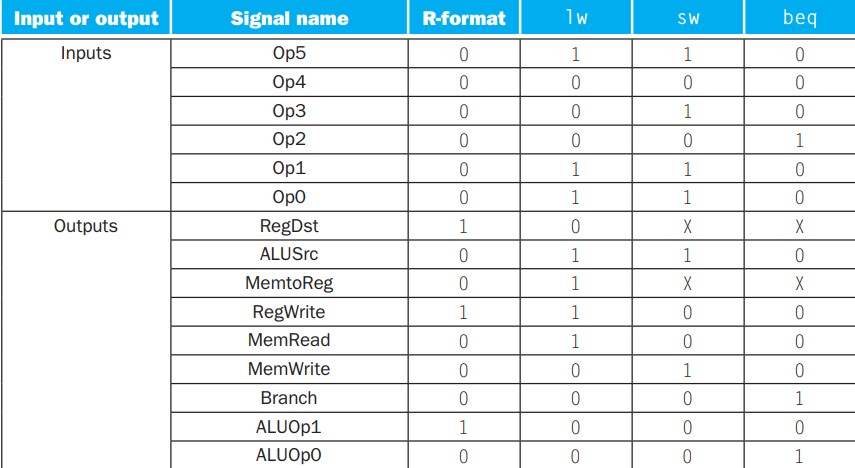 Input or output Signal name R-format lw sw beq
Inputs Op5 0 1 1 0
Op4 0 0 0 0
Op3 0 0 1 0
Op2 0 0 0 1
Op1 0 1 1 0
Op0 0 1 1 0
Outputs RegDst 1 0 X X
ALUSrc 0 1 1 0
MemtoReg 0 1 X X
RegWrite 1 1 0 0
MemRead 0 1 0 0
MemWrite 0 0 1 0
Branch 0 0 0 1
ALUOp1 1 0 0 0
ALUOp0 0 0 0 1